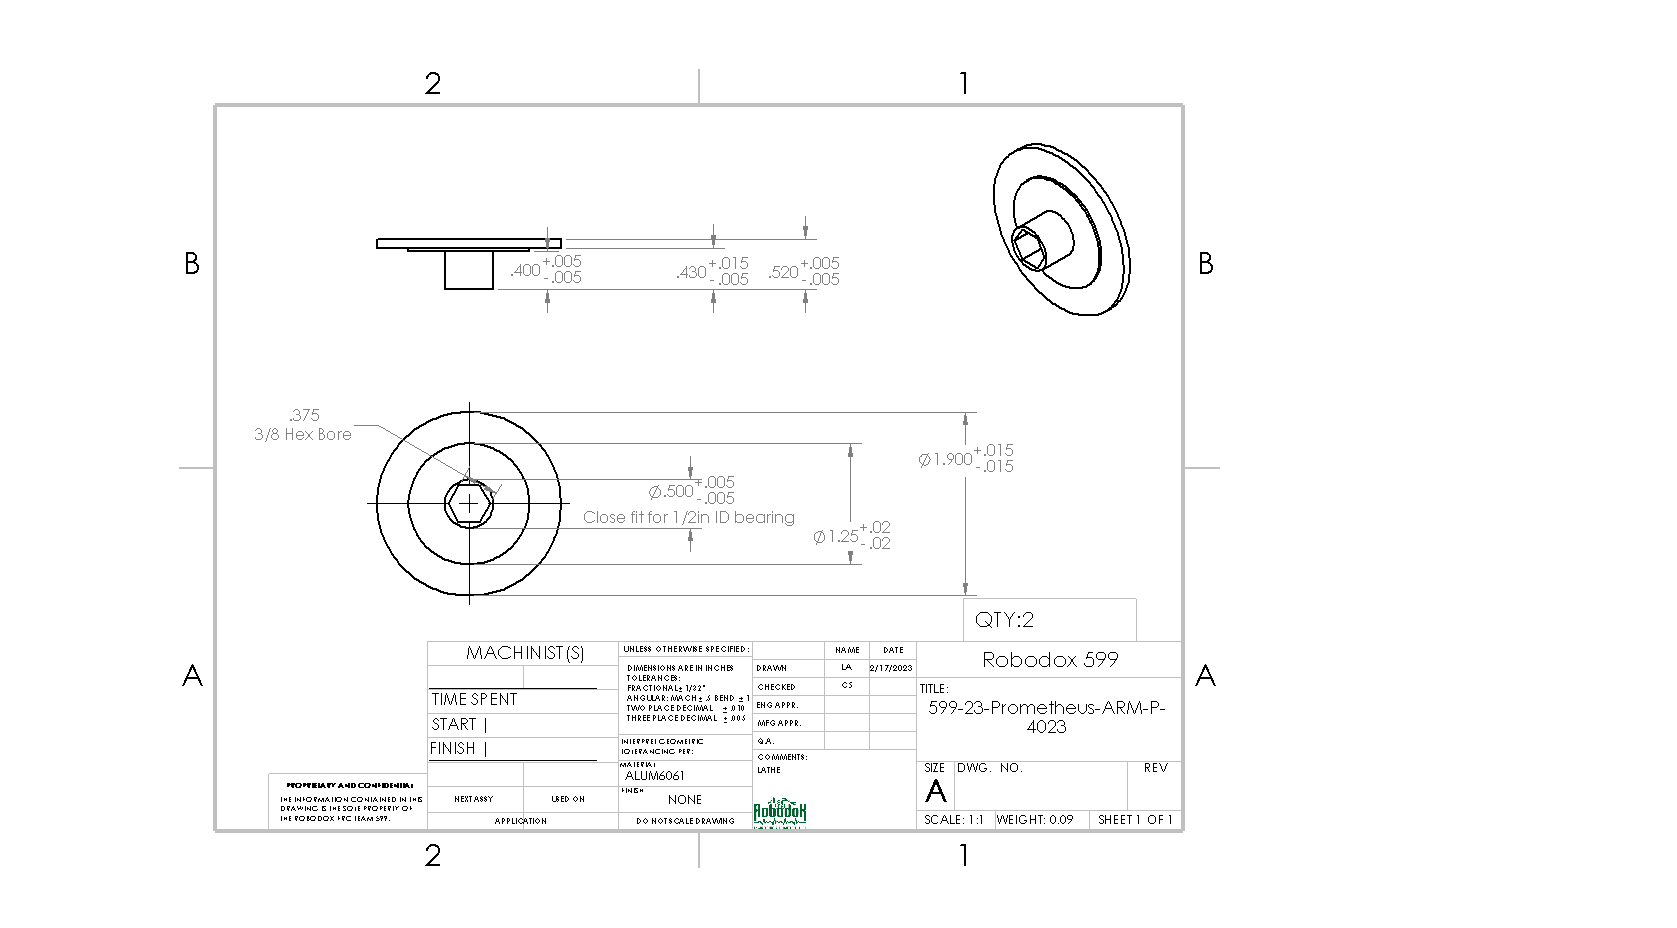 2 1
B B
+.005
.400
-.005
+.015
.430
-.005
+.005
.520
-.005
.375
3/8 Hex Bore
+.015
Ø1.900
-.015
+.005
Ø.500
-.005
Close fit for 1/2in ID bearing
+.02
Ø1.25
-.02
QTY:2
A A
MACHINIST(S)
TIME SPENT
START |
FINISH |
NEXT ASSY USED ON
APPLICATION
PROPRIETARY AND CONFIDENTIAL
THE INFORMATION CONTAINED IN THIS
DRAWING IS THE SOLE PROPERTY OF
THE ROBODOX FRC TEAM 599.
UNLESS OTHERWISE SPECIFIED:
DIMENSIONS ARE IN INCHES
TOLERANCES:
FRACTIONAL ± 1/32"
ANGULAR: MACH ± .5 BEND ± 1
TWO PLACE DECIMAL ± .010
THREE PLACE DECIMAL ± .005
INTERPRET GEOMETRIC
TOLERANCING PER:
MATERIAL
ALUM6061
FINISH
NONE
DO NOT SCALE DRAWING
NAME DATE
DRAWN LA 2/17/2023
CHECKED CS
ENG APPR.
MFG APPR.
Q.A.
COMMENTS:
LATHE
RoboDoX
Robodox 599
TITLE:
599-23-Prometheus-ARM-P-
4023
SIZE DWG. NO. REV
A
SCALE: 1:1 WEIGHT: 0.09 SHEET 1 OF 1
2 1